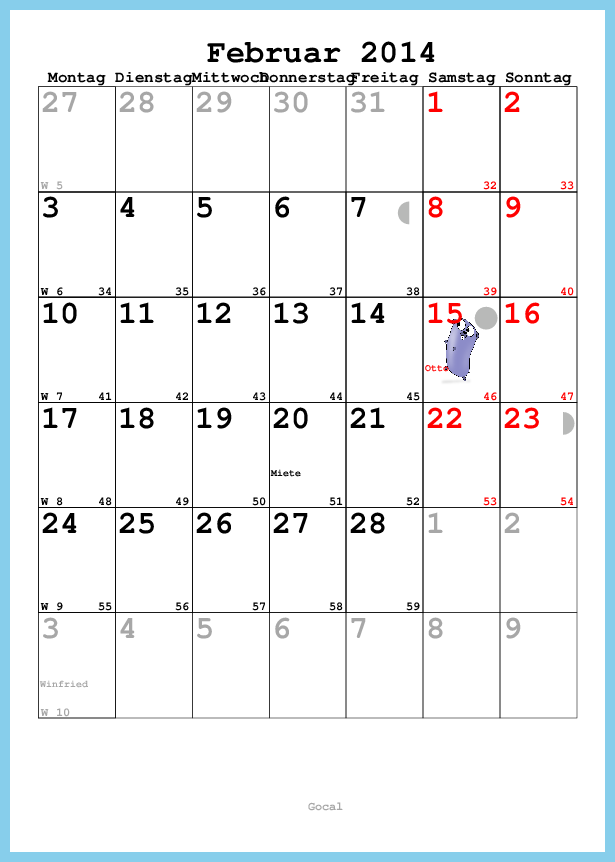 Februar 2014
Montag Dienstag Mittwoch Donnerstag Freitag Samstag Sonntag
27 28 29 30 31 1 2
W 5 32 33
3 4 5 6 7 8 9
W 6 34 35 36 37 38 39 40
10 11 12 13 14 15 16
Otto
W 7 41 42 43 44 45 46 47
17 18 19 20 21 22 23
Miete
W 8 48 49 50 51 52 53 54
24 25 26 27 28 1 2
W 9 55 56 57 58 59
3 4 5 6 7 8 9
Winfried
W 10
Gocal